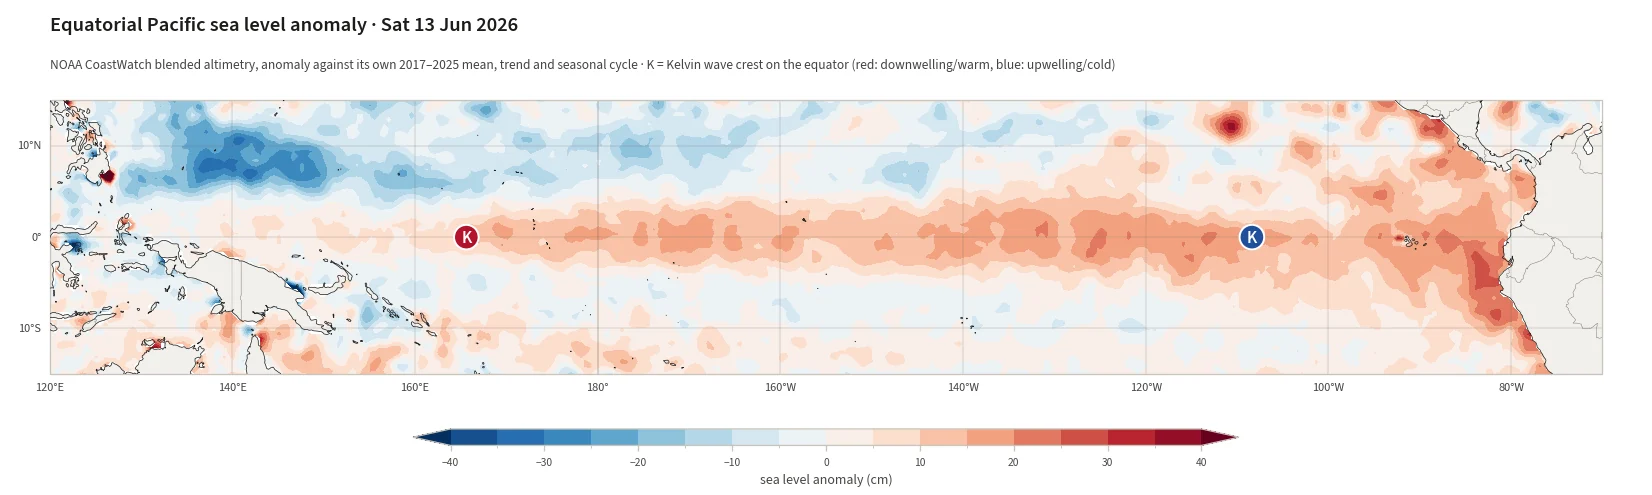 Equatorial Pacific sea level anomaly · Sat 13 Jun 2026
NOAA CoastWatch blended altimetry, anomaly against its own 2017–2025 mean, trend and seasonal cycle · K = Kelvin wave crest on the equator (red: downwelling/warm, blue: upwelling/cold)
10°N
0°
K
K
10°S
120°E 140°E 160°E 180° 160°W 140°W 120°W 100°W 80°W
−40 −30 −20 −10 0 10 20 30 40
sea level anomaly (cm)